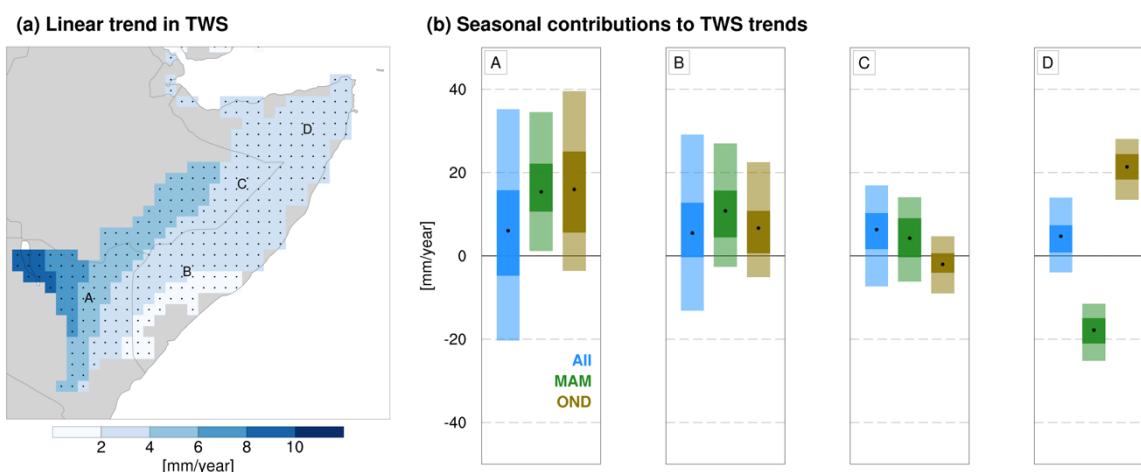 (a) Linear trend in TWS
(b) Seasonal contributions to TWS trends
D
C
B
A
2 4 6 8 10
[mm/year]
[mm/year]
40
20
0
-20
-40
A
All
MAM
OND
B
C
D